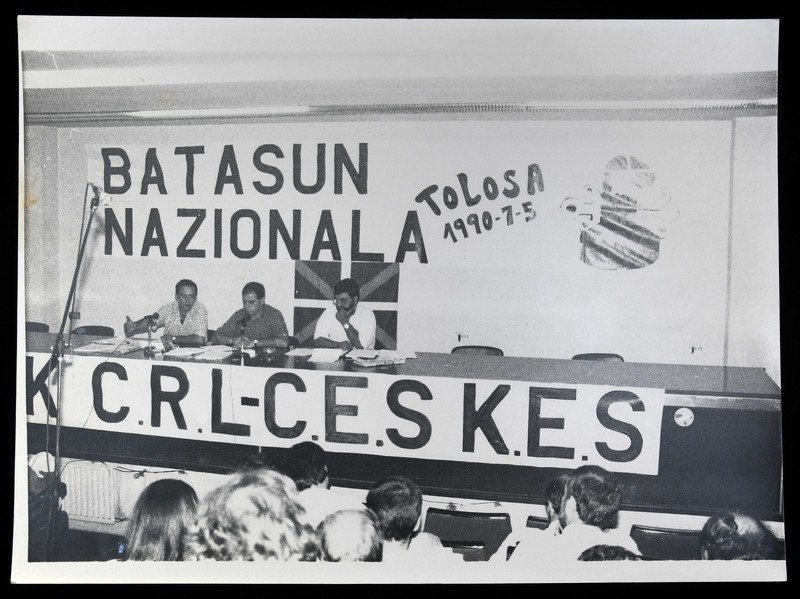 BATASUN
NAZIONALA
TOLOSA
1990-7-5
K C.R.L-C.E.S K.E.S